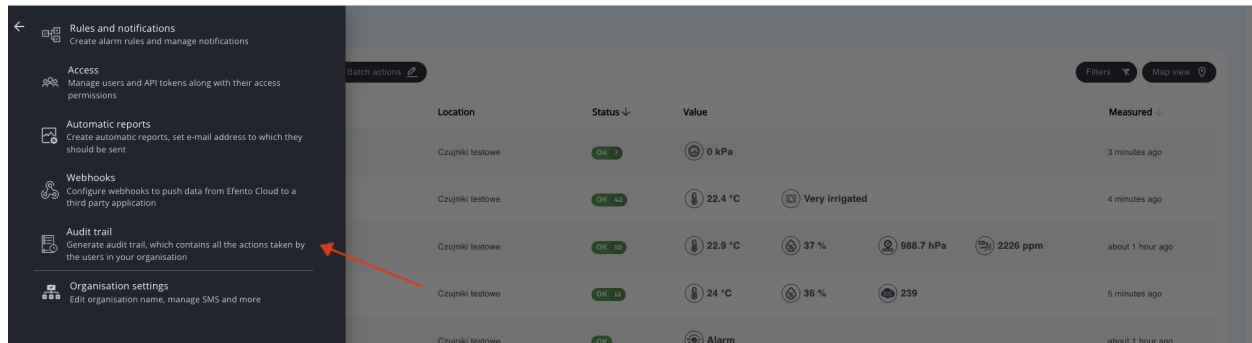 Rules and notifications
Create alarm rules and manage notifications
Access
Manage users and API tokens along with their access
permissions
Automatic reports
Create automatic reports, set e-mail address to which they
should be sent
Webhooks
Configure webhooks to push data from Efento Cloud to a
third party application
Audit trail
Generate audit trail, which contains all the actions taken by
the users in your organisation
Organisation settings
Edit organisation name, manage SMS and more
Batch actions Filters Map view
Location Status Value Measured
Czujniki testowe OK 7 0 kPa 3 minutes ago
Czujniki testowe OK 42 22.4 °C Very irrigated 4 minutes ago
Czujniki testowe OK 10 22.9 °C 37 % 988.7 hPa CO₂ 2226 ppm about 1 hour ago
Czujniki testowe OK 12 24 °C 36 % 239 5 minutes ago
Czujniki testowe OK Alarm about 1 hour ago